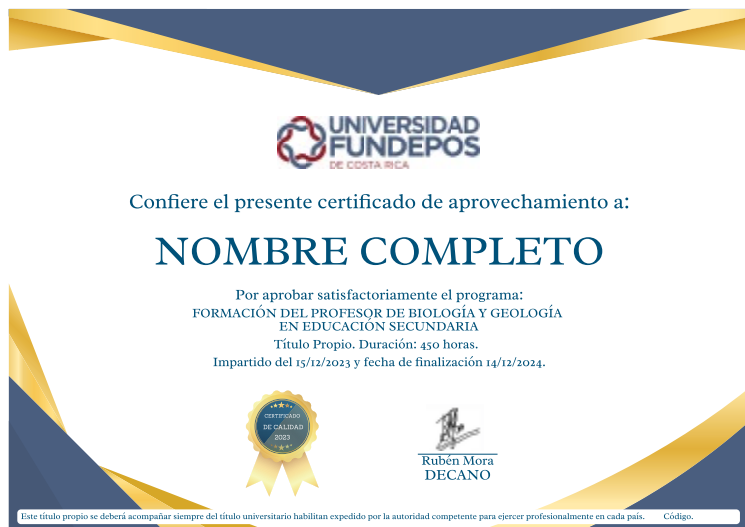 UNIVERSIDAD
FUNDEPOS
DE COSTA RICA
Confiere el presente certificado de aprovechamiento a:
NOMBRE COMPLETO
Por aprobar satisfactoriamente el programa:
FORMACIÓN DEL PROFESOR DE BIOLOGÍA Y GEOLOGÍA
EN EDUCACIÓN SECUNDARIA
Título Propio. Duración: 450 horas.
Impartido del 15/12/2023 y fecha de finalización 14/12/2024.
CERTIFICADO
DE CALIDAD
2023
Rubén Mora
DECANO
Este título propio se deberá acompañar siempre del título universitario habilitan expedido por la autoridad competente para ejercer profesionalmente en cada país. Código.